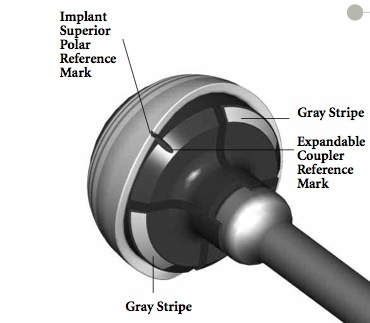 Implant
Superior
Polar
Reference
Mark
Gray Stripe
Expandable
Coupler
Reference
Mark
Gray Stripe